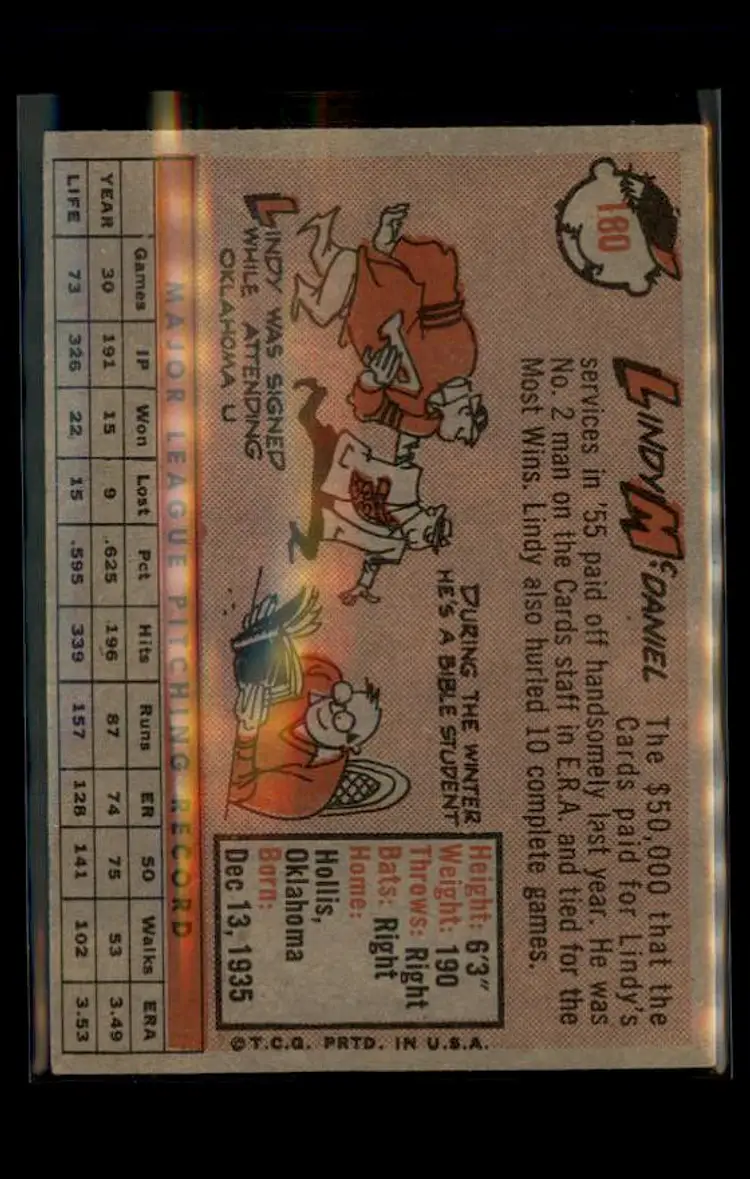 180
LINDY McDANIEL
The $50,000 that the
Cards paid for Lindy's
services in '55 paid off handsomely last year. He was
No. 2 man on the Cards staff in E.R.A. and tied for the
Most Wins. Lindy also hurled 10 complete games.
LINDY WAS SIGNED
WHILE ATTENDING
OKLAHOMA U
DURING THE WINTER
HE'S A BIBLE STUDENT
Height: 6'3"
Weight: 190
Throws: Right
Bats: Right
Home:
Hollis,
Oklahoma
Born:
Dec 13, 1935
MAJOR LEAGUE PITCHING RECORD
Games IP Won Lost Pct Hits Runs ER SO Walks ERA
YEAR 30 191 15 9 .625 196 87 74 75 53 3.49
LIFE 73 326 22 15 .595 339 157 128 141 102 3.53
©T.C.G. PRTD. IN U.S.A.